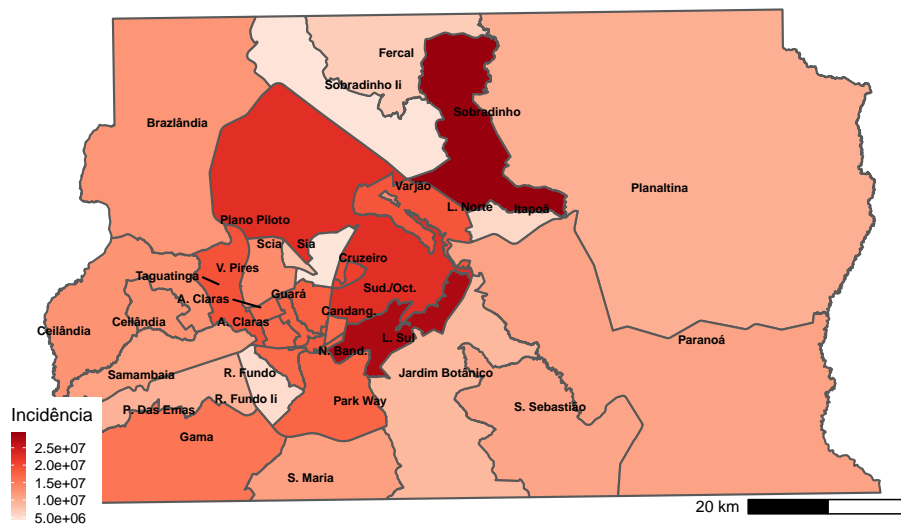 Fercal
Sobradinho Ii
Sobradinho
Brazlândia
Varjão
Planaltina
L. Norte
Itapoã
Plano Piloto
Scia
Sia
Cruzeiro
Taguatinga
V. Pires
Sud./Oct.
A. Claras
Guará
Candang.
Ceilândia
Ceilândia
A. Claras
L. Sul
Paranoá
N. Band.
Samambaia
R. Fundo
Jardim Botânico
R. Fundo Ii
Park Way
S. Sebastião
P. Das Emas
Gama
S. Maria
Incidência
2.5e+07
2.0e+07
1.5e+07
1.0e+07
5.0e+06
20 km